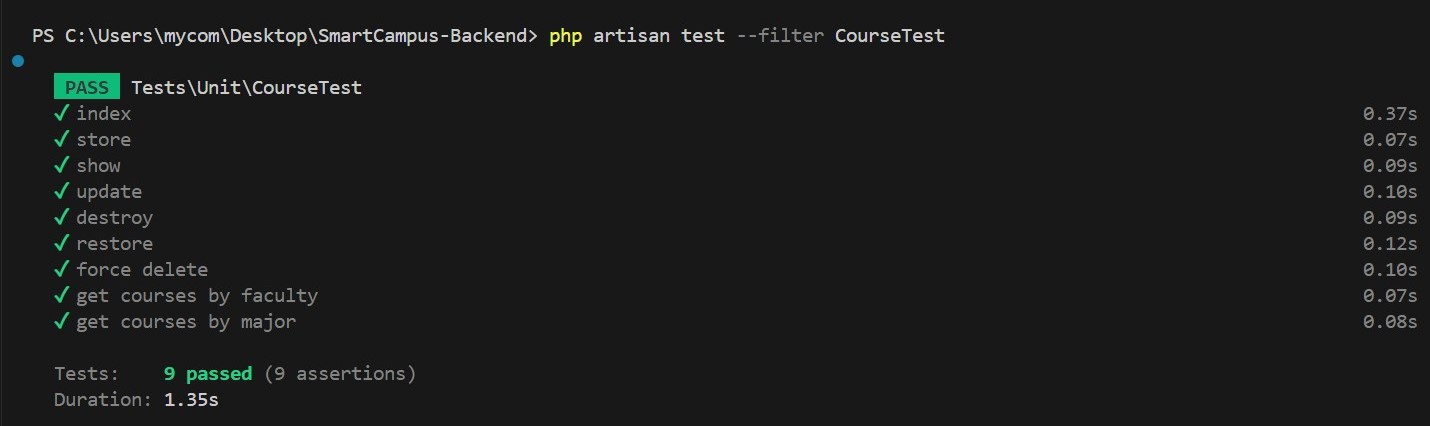 PS C:\Users\mycom\Desktop\SmartCampus-Backend> php artisan test --filter CourseTest
PASS Tests\Unit\CourseTest
✓ index 0.37s
✓ store 0.07s
✓ show 0.09s
✓ update 0.10s
✓ destroy 0.09s
✓ restore 0.12s
✓ force delete 0.10s
✓ get courses by faculty 0.07s
✓ get courses by major 0.08s
Tests: 9 passed (9 assertions)
Duration: 1.35s